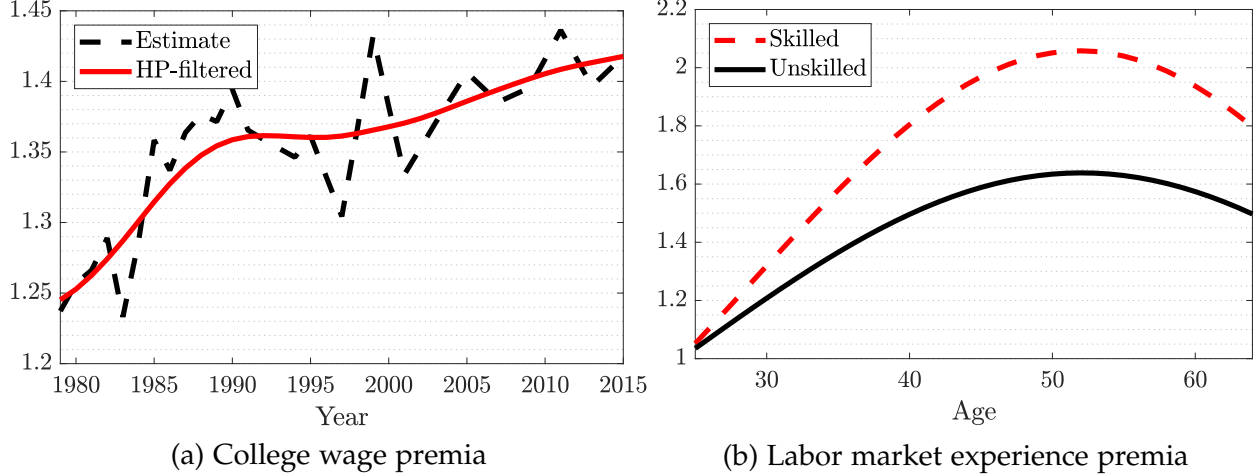 1.45
1.4
1.35
1.3
1.25
1.2
Estimate
HP-filtered
1980 1985 1990 1995 2000 2005 2010 2015
Year
(a) College wage premia
2.2
2
1.8
1.6
1.4
1.2
1
Skilled
Unskilled
30 40 50 60
Age
(b) Labor market experience premia